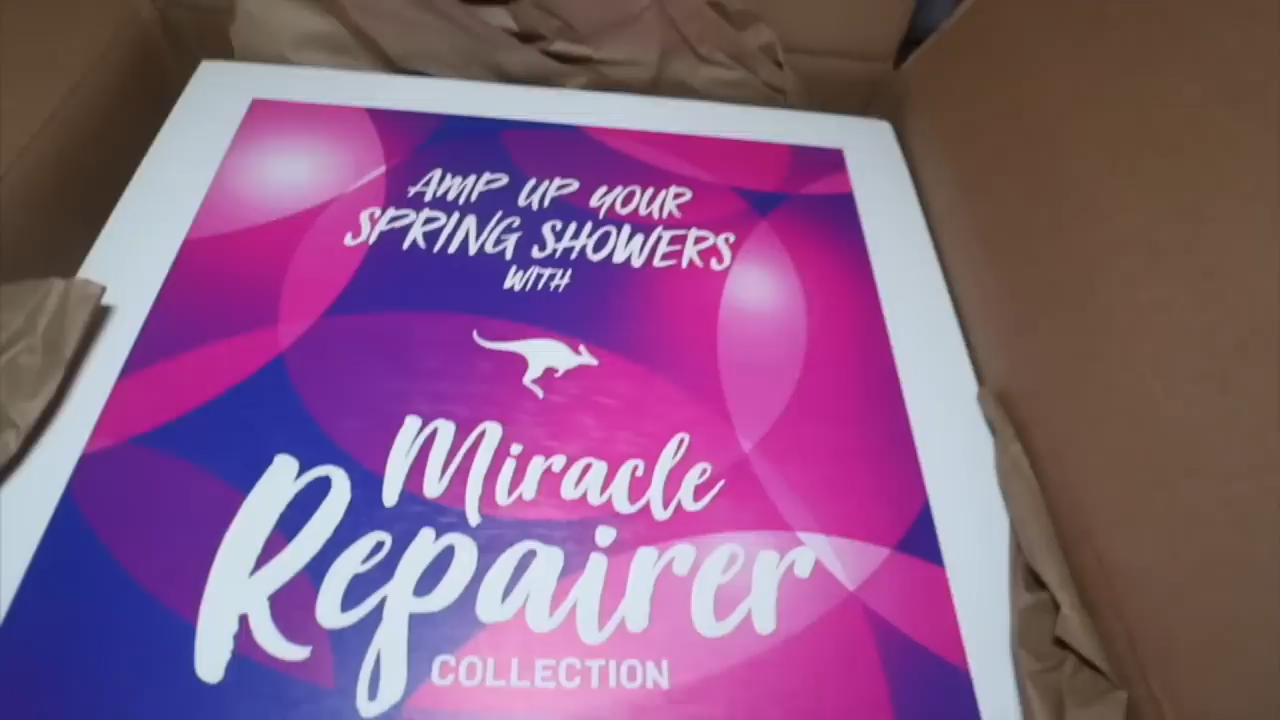 AMP UP YOUR
SPRING SHOWERS
WITH
Miracle
Repairer
COLLECTION